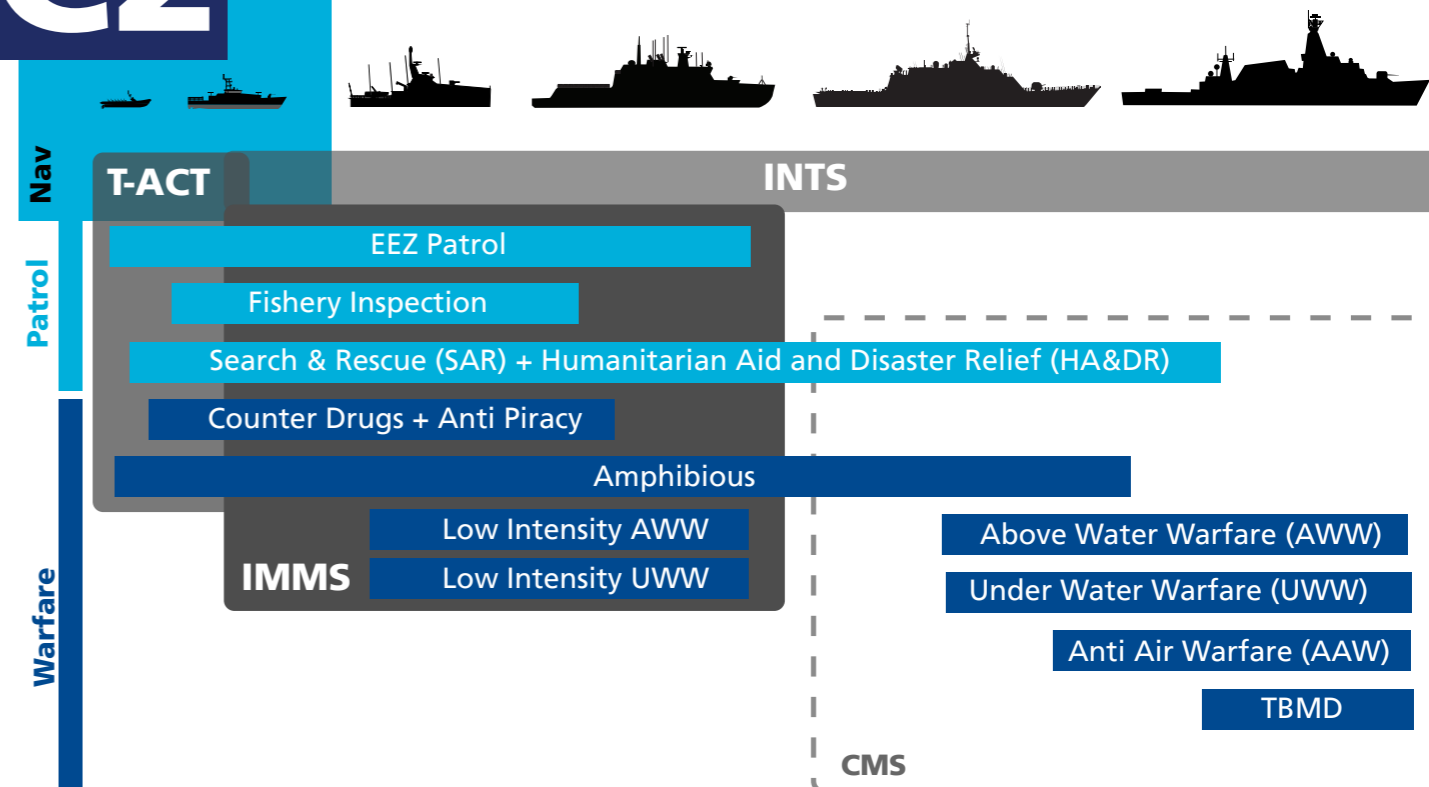 C2
Nav
T-ACT
INTS
Patrol
EEZ Patrol
Fishery Inspection
Search & Rescue (SAR) + Humanitarian Aid and Disaster Relief (HA&DR)
Warfare
Counter Drugs + Anti Piracy
Amphibious
Low Intensity AWW
Above Water Warfare (AWW)
IMMS
Low Intensity UWW
Under Water Warfare (UWW)
Anti Air Warfare (AAW)
TBMD
CMS